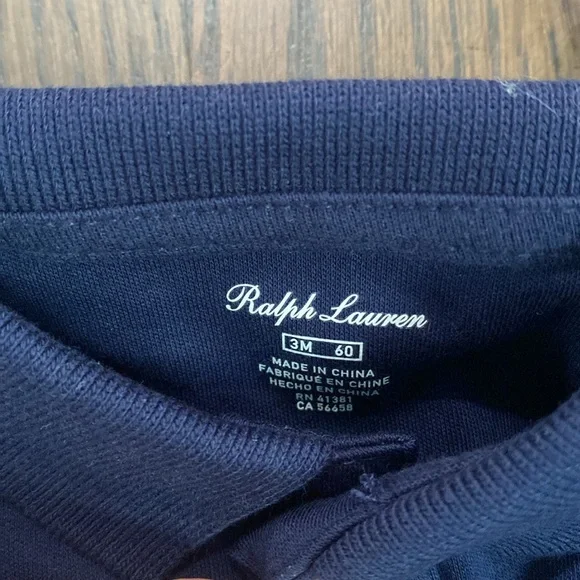 Ralph Lauren
3M 60
MADE IN CHINA
FABRIQUÉ EN CHINE
HECHO EN CHINA
RN 41381
CA 56658